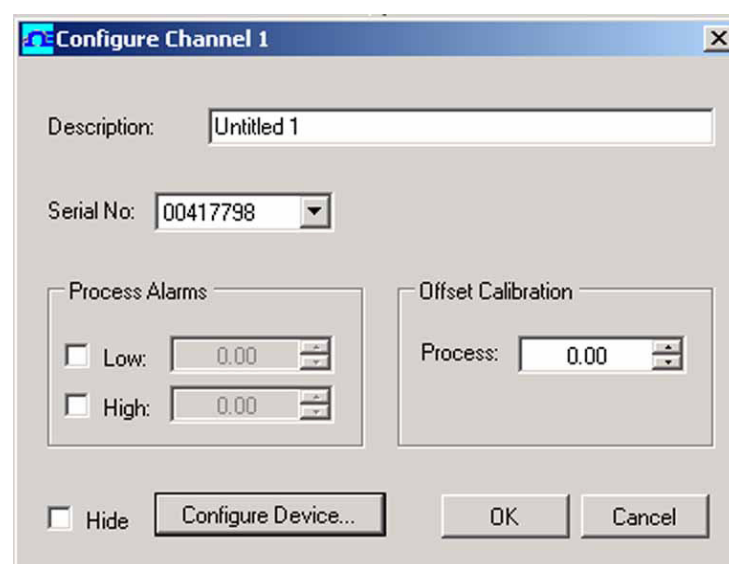 Configure Channel 1
Description: Untitled 1
Serial No: 00417798
Process Alarms Offset Calibration
Low: 0.00 Process: 0.00
High: 0.00
Hide Configure Device... OK Cancel